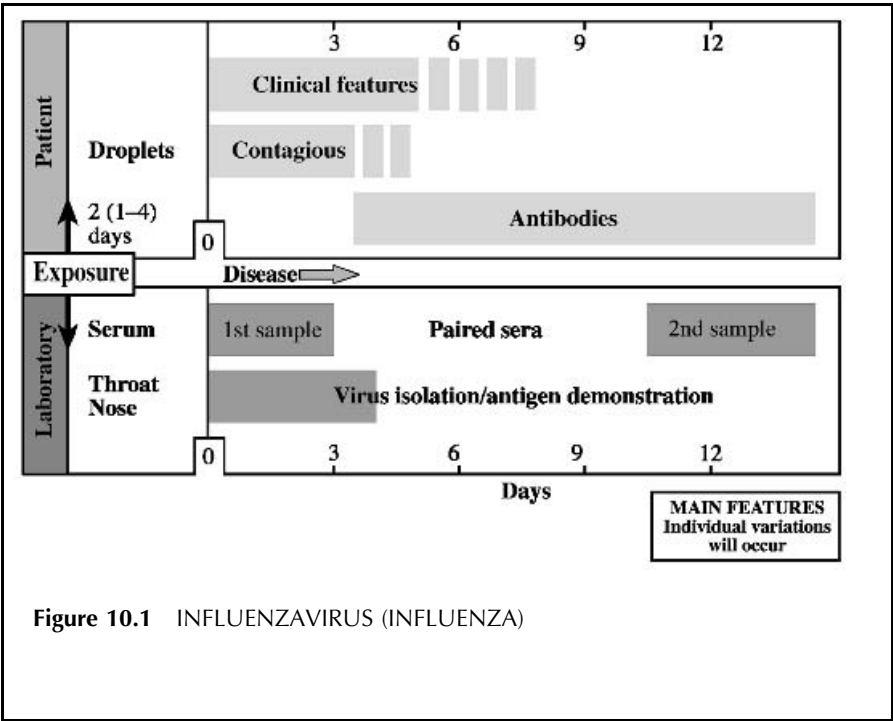 3 6 9 12
Patient
Clinical features
Droplets Contagious
2 (1–4)
days
Antibodies
0
Exposure
Disease
Laboratory
Serum 1st sample Paired sera 2nd sample
Throat
Nose
Virus isolation/antigen demonstration
0 3 6 9 12
Days
MAIN FEATURES
Individual variations
will occur
Figure 10.1 INFLUENZAVIRUS (INFLUENZA)